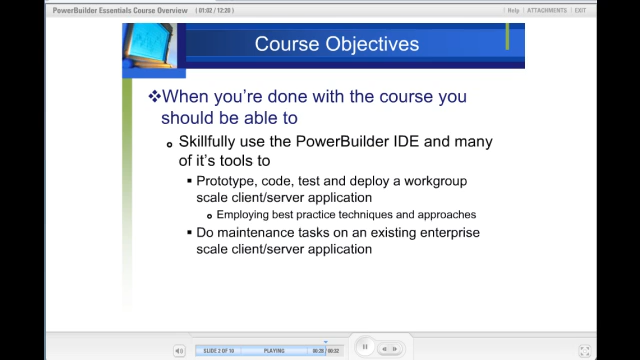 PowerBuilder Essentials Course Overview (01:02 / 12:20) | Help | ATTACHMENTS | EXIT
Course Objectives
❖When you're done with the course you
should be able to
Skillfully use the PowerBuilder IDE and many
of it's tools to
▪ Prototype, code, test and deploy a workgroup
scale client/server application
Employing best practice techniques and approaches
▪ Do maintenance tasks on an existing enterprise
scale client/server application
SLIDE 2 OF 10 PLAYING 00:28 / 00:32